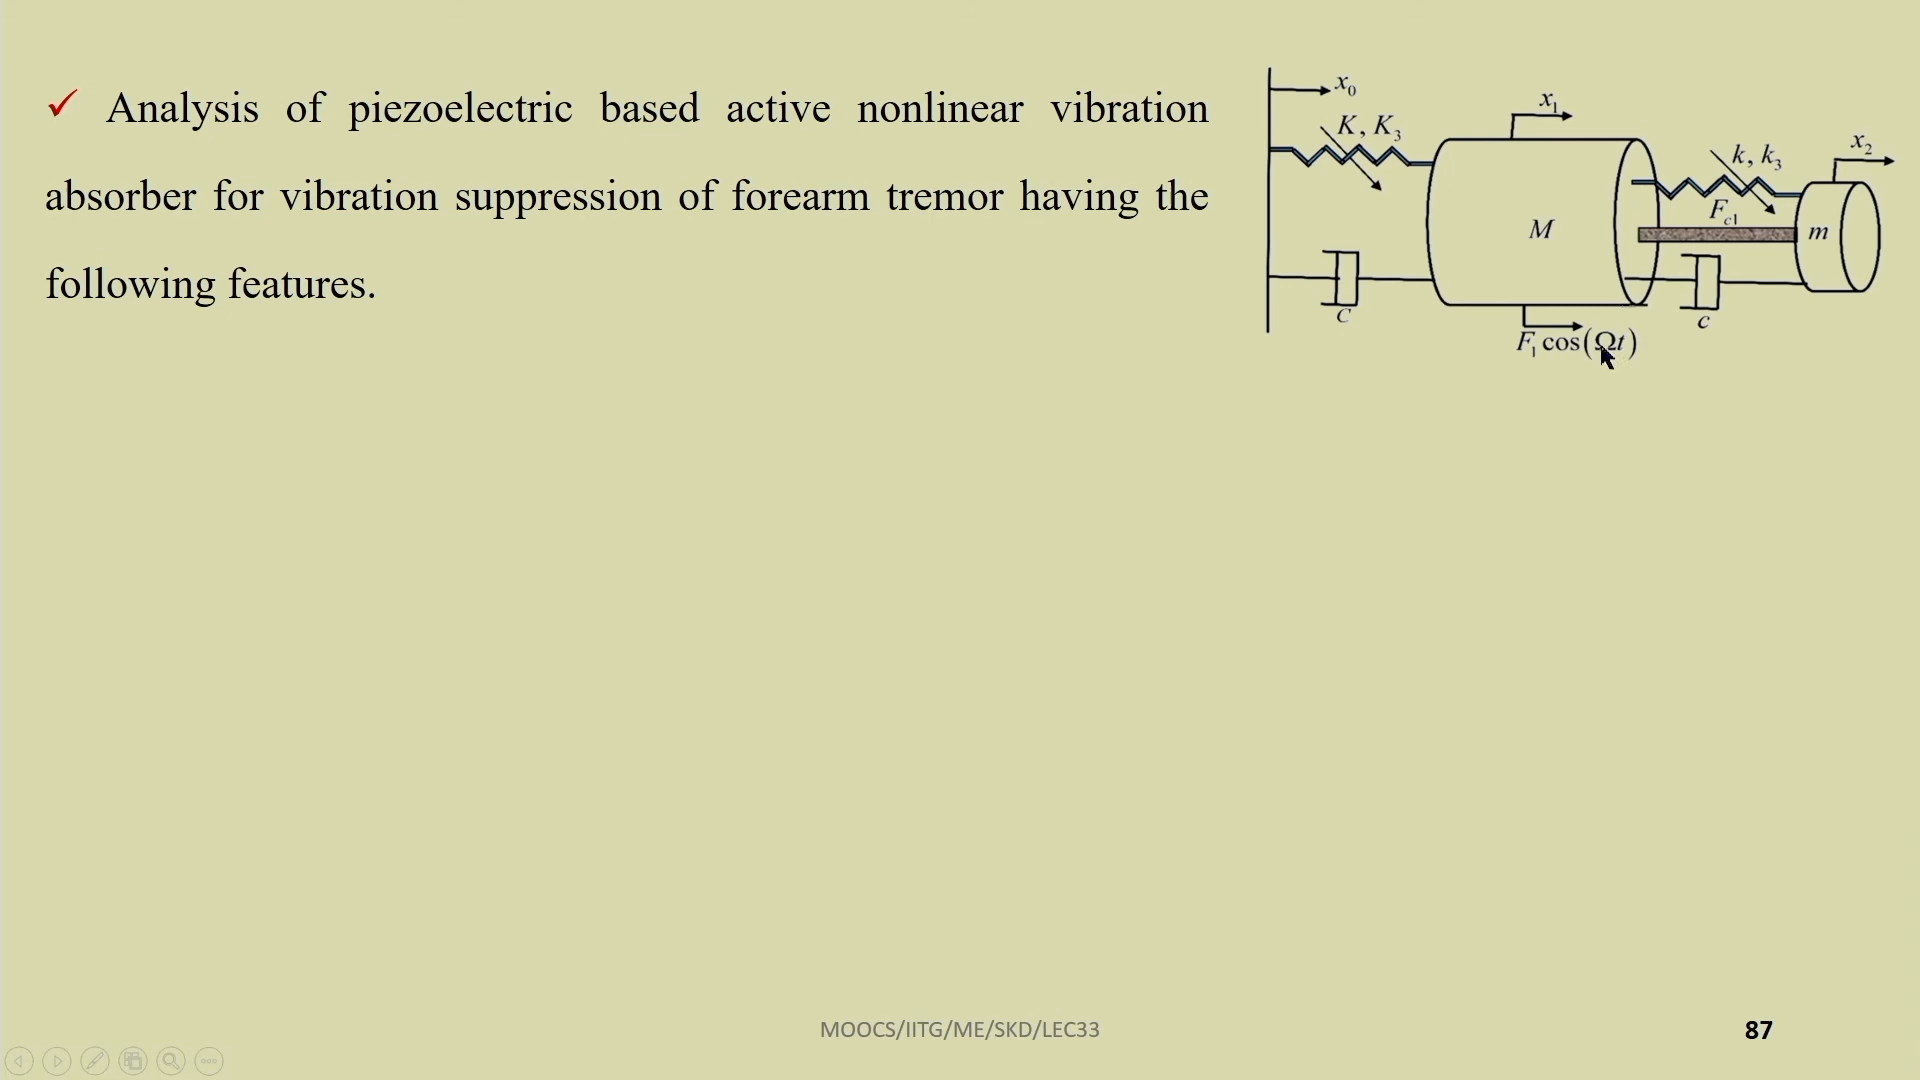 ✓ Analysis of piezoelectric based active nonlinear vibration
absorber for vibration suppression of forearm tremor having the
following features.
x₀
x₁
K, K₃
x₂
k, k₃
F_c1
M
m
C
c
F₁ cos(Ωt)
MOOCS/IITG/ME/SKD/LEC33
87